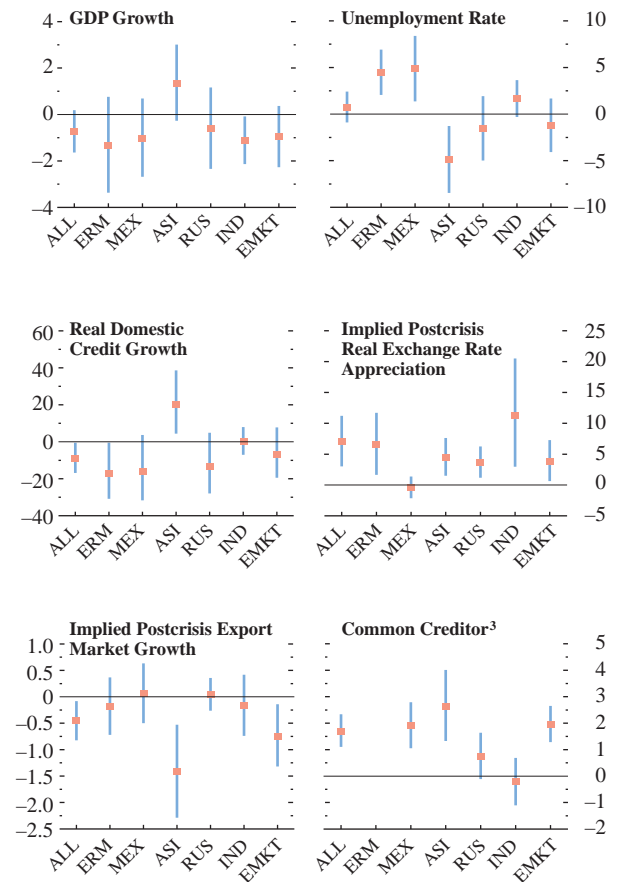 GDP Growth
4
2
0
–2
–4
ALL ERM MEX ASI RUS IND EMKT
Unemployment Rate
10
5
0
–5
–10
ALL ERM MEX ASI RUS IND EMKT
Real Domestic
Credit Growth
60
40
20
0
–20
–40
ALL ERM MEX ASI RUS IND EMKT
Implied Postcrisis
Real Exchange Rate
Appreciation
25
20
15
10
5
0
–5
ALL ERM MEX ASI RUS IND EMKT
Implied Postcrisis Export
Market Growth
1.0
0.5
0
–0.5
–1.0
–1.5
–2.0
–2.5
ALL ERM MEX ASI RUS IND EMKT
Common Creditor³
5
4
3
2
1
0
–1
–2
ALL ERM MEX ASI RUS IND EMKT